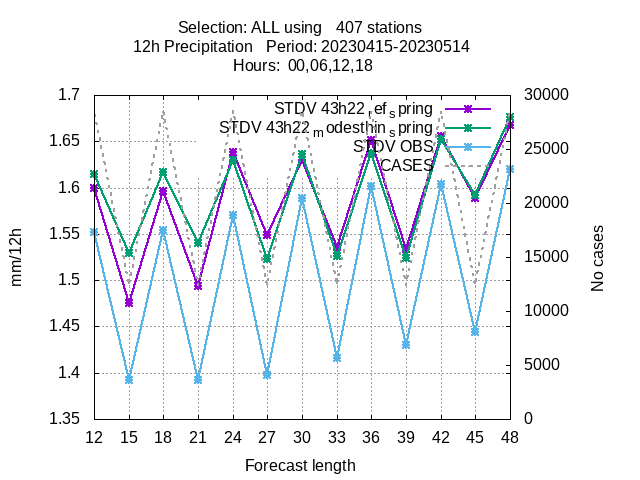 Selection: ALL using   407 stations
12h Precipitation   Period: 20230415-20230514
Hours:  00,06,12,18
1.7
1.65
1.6
1.55
1.5
1.45
1.4
1.35
mm/12h
STDV 43h22_ref_spring
STDV 43h22_modesthin_spring
STDV OBS
CASES
30000
25000
20000
15000
10000
5000
0
No cases
12 15 18 21 24 27 30 33 36 39 42 45 48
Forecast length